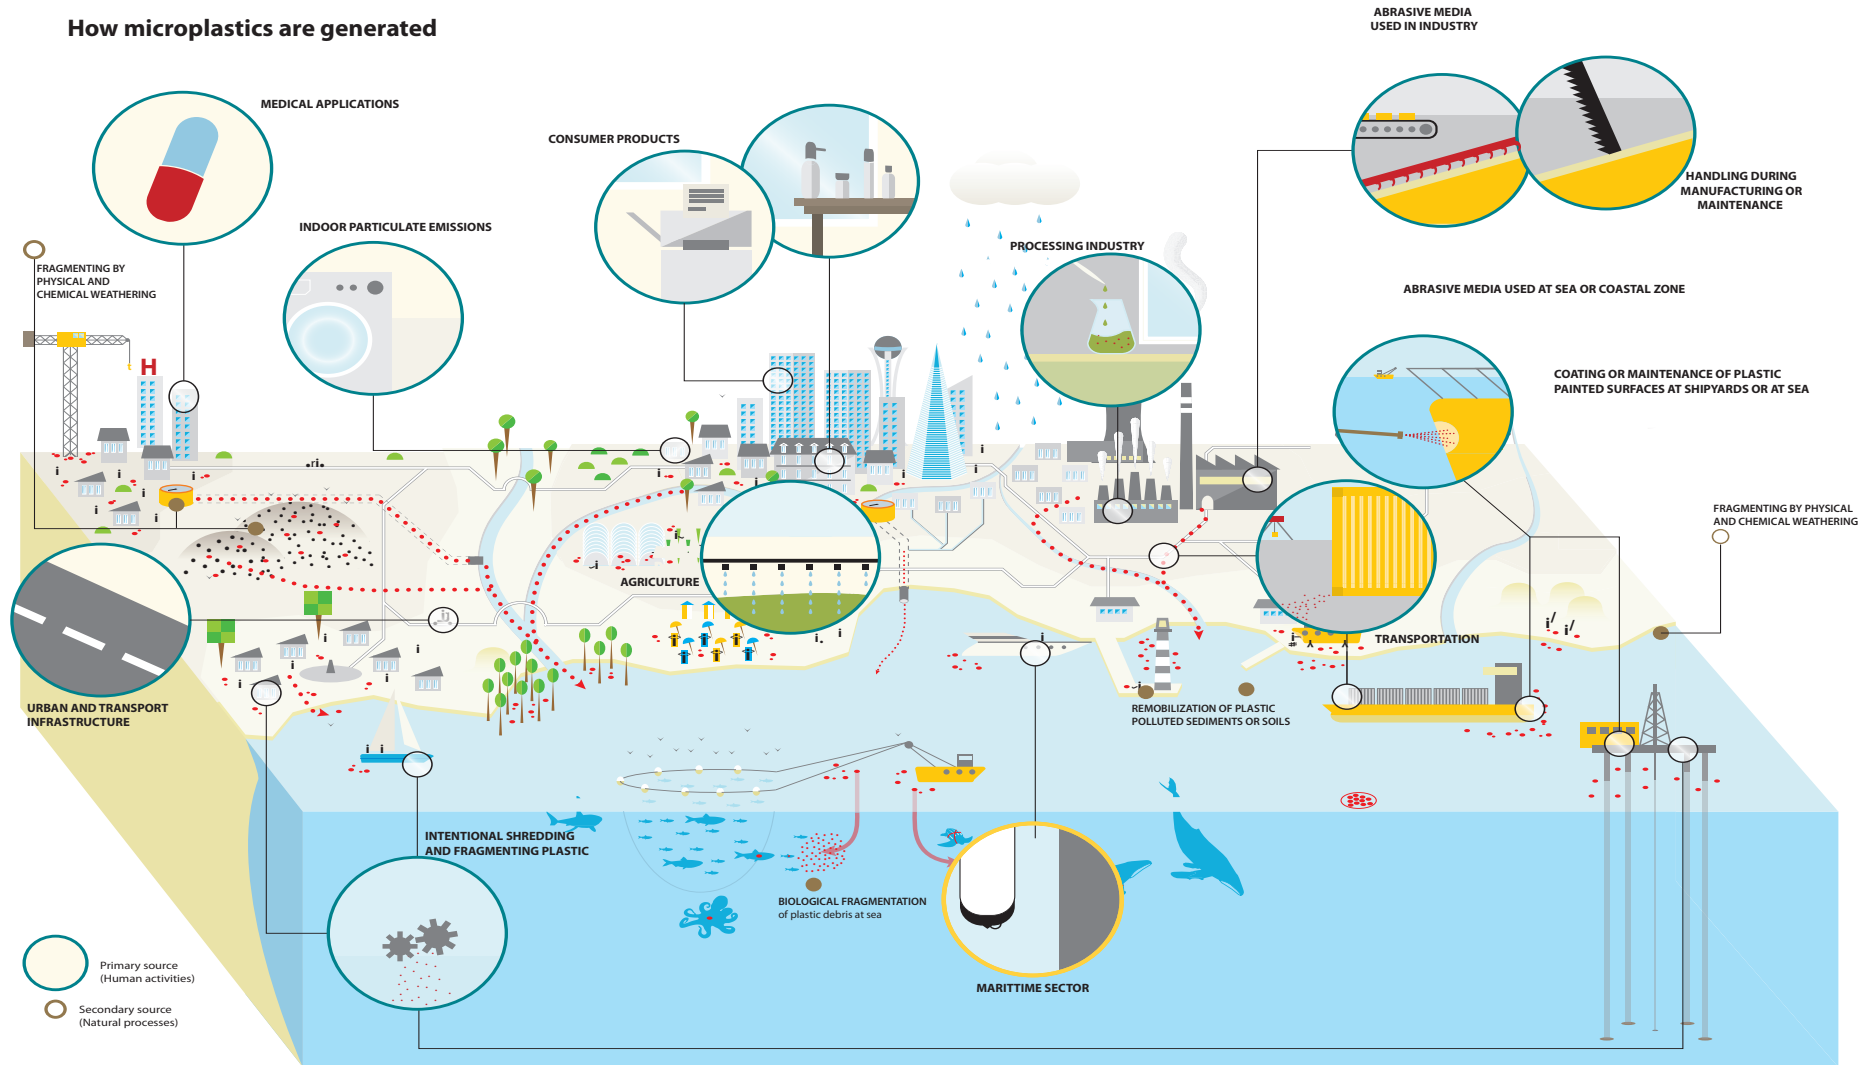 How microplastics are generated
ABRASIVE MEDIA
USED IN INDUSTRY
MEDICAL APPLICATIONS
CONSUMER PRODUCTS
HANDLING DURING
MANUFACTURING OR
MAINTENANCE
INDOOR PARTICULATE EMISSIONS
PROCESSING INDUSTRY
FRAGMENTING BY
PHYSICAL AND
CHEMICAL WEATHERING
ABRASIVE MEDIA USED AT SEA OR COASTAL ZONE
H
COATING OR MAINTENANCE OF PLASTIC
PAINTED SURFACES AT SHIPYARDS OR AT SEA
FRAGMENTING BY PHYSICAL
AND CHEMICAL WEATHERING
AGRICULTURE
TRANSPORTATION
URBAN AND TRANSPORT
INFRASTRUCTURE
REMOBILIZATION OF PLASTIC
POLLUTED SEDIMENTS OR SOILS
INTENTIONAL SHREDDING
AND FRAGMENTING PLASTIC
BIOLOGICAL FRAGMENTATION
of plastic debris at sea
MARITTIME SECTOR
Primary source
(Human activities)
Secondary source
(Natural processes)